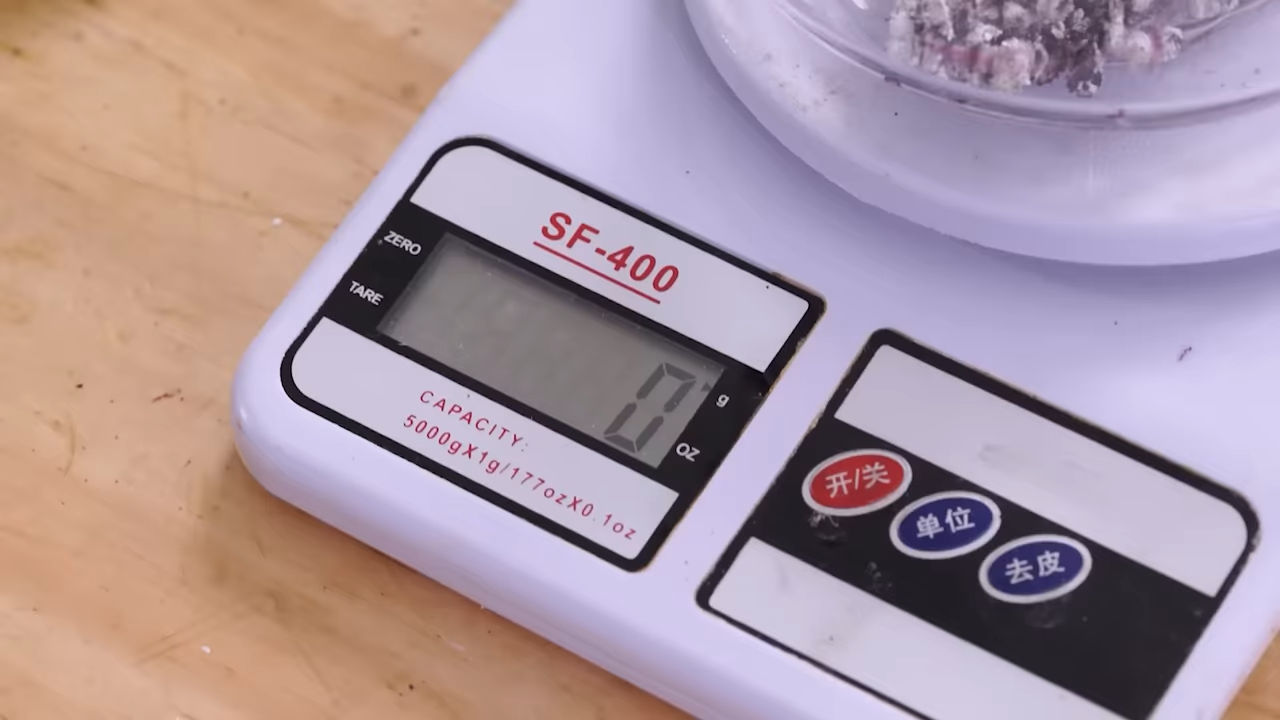 SF-400
ZERO
TARE
0
g
OZ
CAPACITY:
5000gX1g/177ozX0.1oz
开/关
单位
去皮